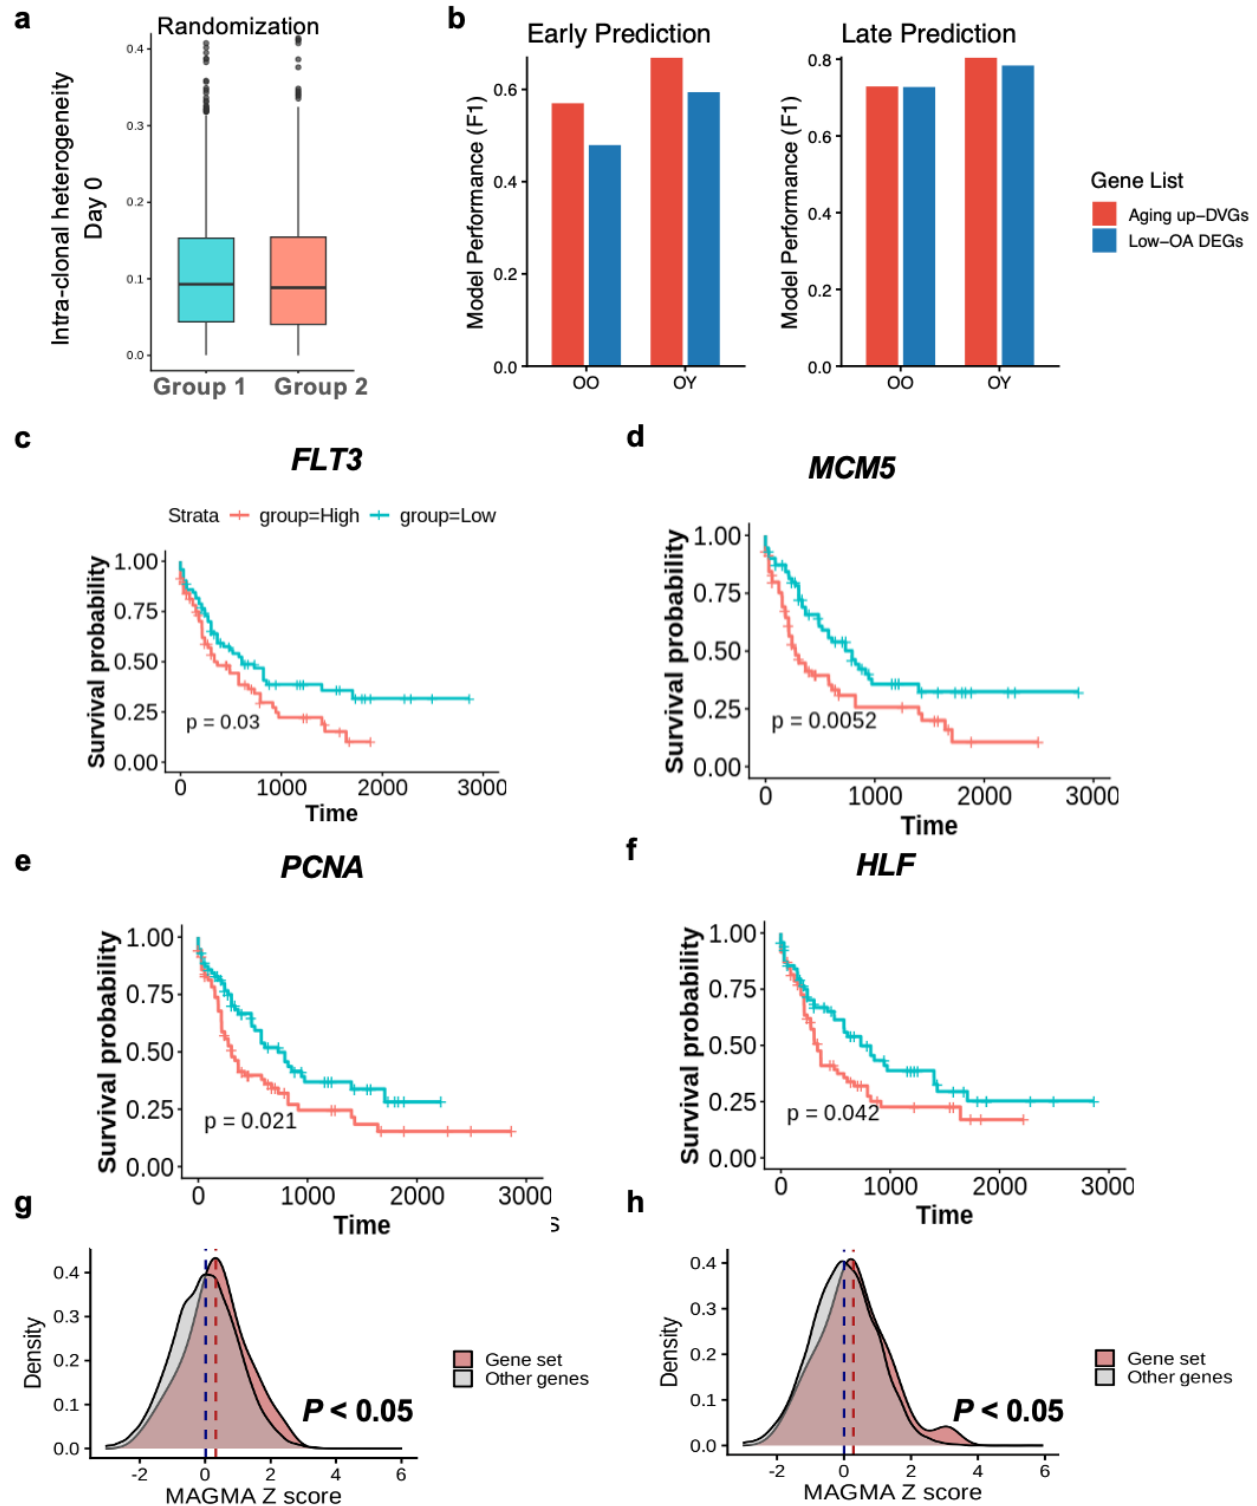 a
Randomization
Intra-clonal heterogeneity
Day 0
0.4
0.3
0.2
0.1
0.0
Group 1
Group 2
b
Early Prediction
Model Performance (F1)
0.6
0.4
0.2
0.0
OO
OY
Late Prediction
Model Performance (F1)
0.8
0.6
0.4
0.2
0.0
OO
OY
Gene List
Aging up-DVGs
Low-OA DEGs
c
FLT3
Strata
group=High
group=Low
Survival probability
1.00
0.75
0.50
0.25
0.00
p = 0.03
0
1000
2000
3000
Time
d
MCM5
Survival probability
1.00
0.75
0.50
0.25
0.00
p = 0.0052
0
1000
2000
3000
Time
e
PCNA
Survival probability
1.00
0.75
0.50
0.25
0.00
p = 0.021
0
1000
2000
3000
Time
s
f
HLF
Survival probability
1.00
0.75
0.50
0.25
0.00
p = 0.042
0
1000
2000
3000
Time
g
Density
0.4
0.3
0.2
0.1
0.0
-2
0
2
4
6
MAGMA Z score
P < 0.05
Gene set
Other genes
h
Density
0.4
0.3
0.2
0.1
0.0
-2
0
2
4
6
MAGMA Z score
P < 0.05
Gene set
Other genes